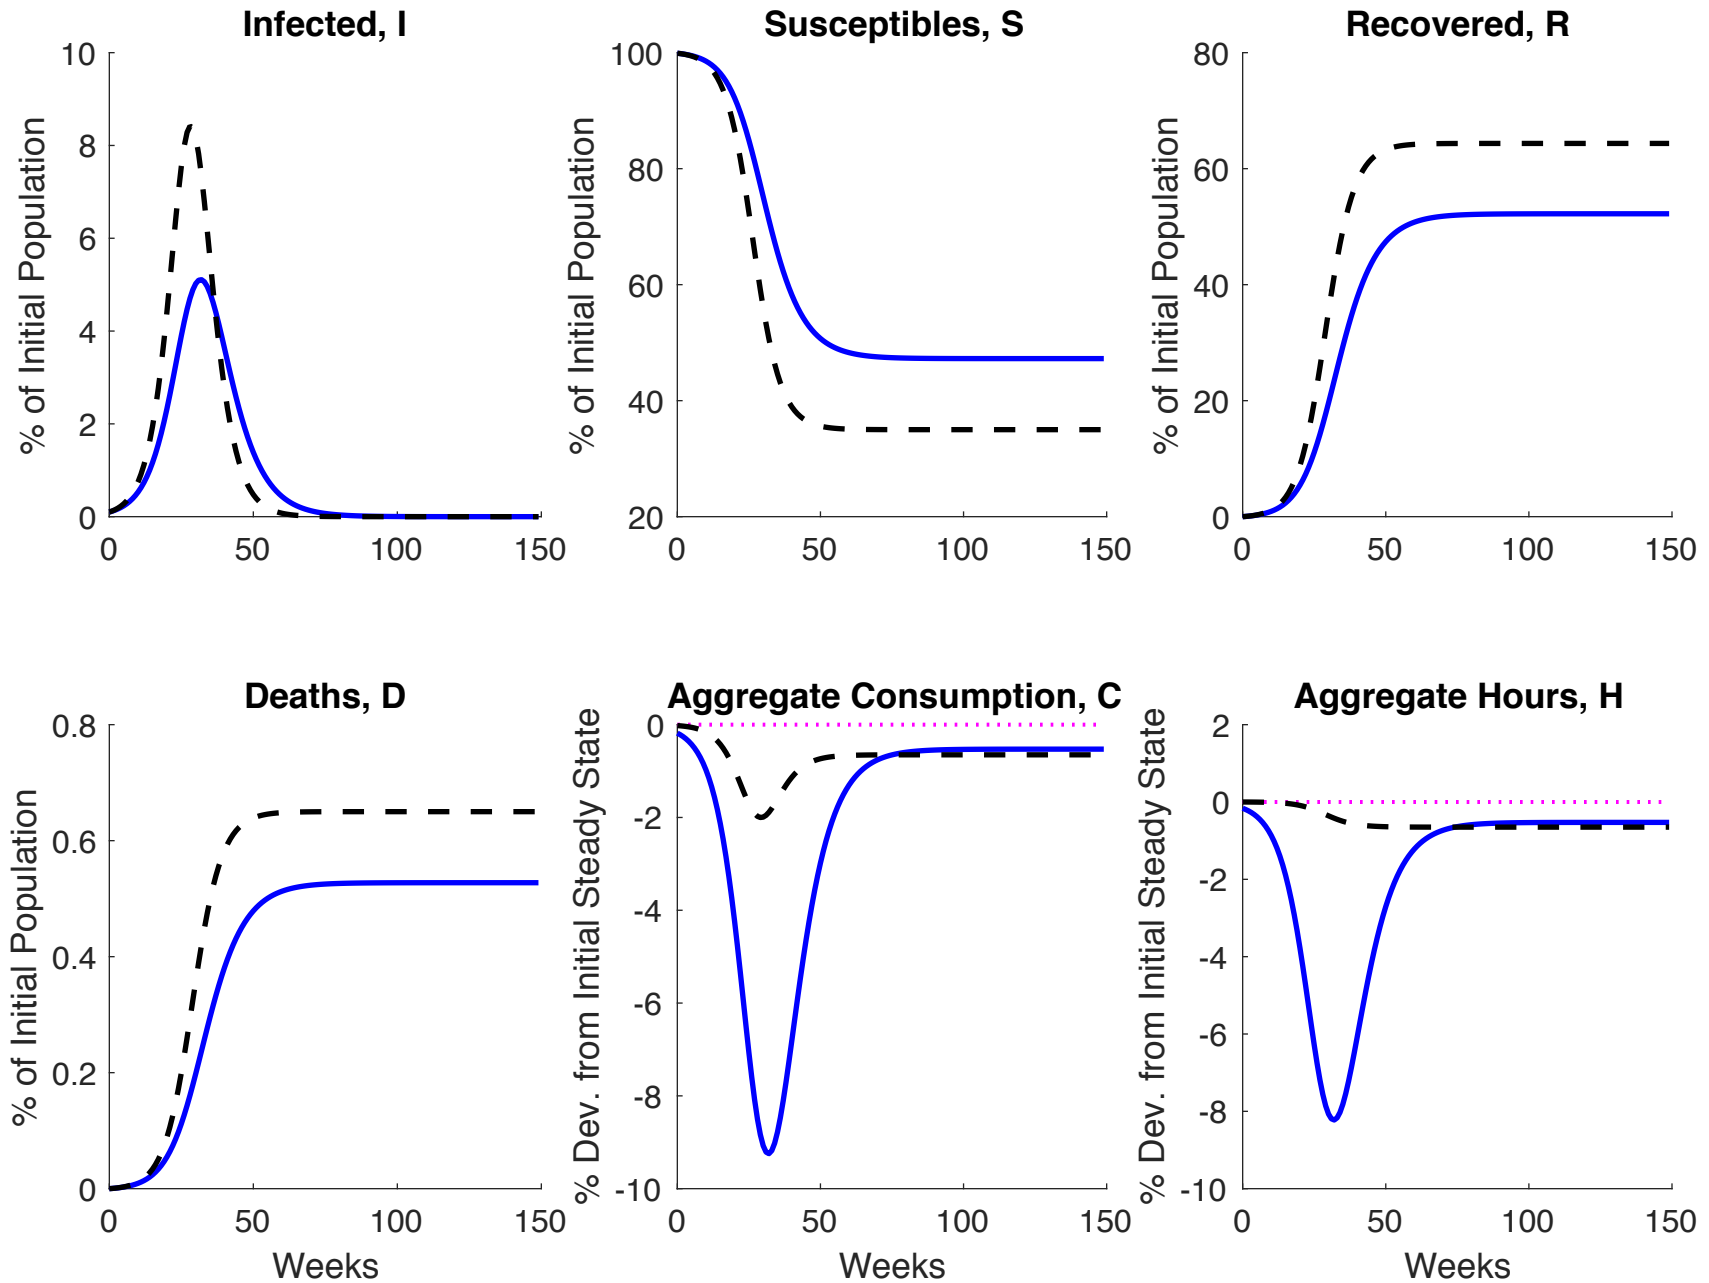 Infected, I
% of Initial Population
10
8
6
4
2
0
0 50 100 150
Susceptibles, S
% of Initial Population
100
80
60
40
20
0 50 100 150
Recovered, R
% of Initial Population
80
60
40
20
0
0 50 100 150
Deaths, D
% of Initial Population
0.8
0.6
0.4
0.2
0
0 50 100 150
Weeks
Aggregate Consumption, C
% Dev. from Initial Steady State
0
-2
-4
-6
-8
-10
0 50 100 150
Weeks
Aggregate Hours, H
% Dev. from Initial Steady State
2
0
-2
-4
-6
-8
-10
0 50 100 150
Weeks